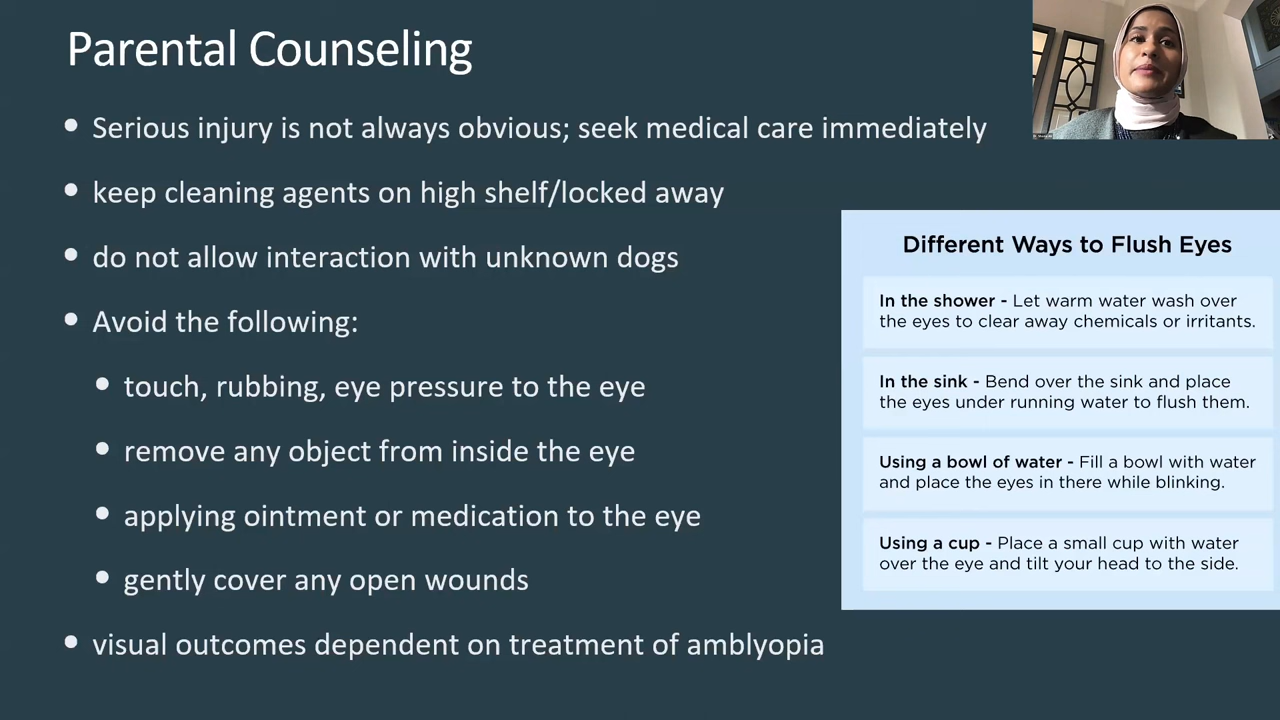 Parental Counseling
Serious injury is not always obvious; seek medical care immediately
keep cleaning agents on high shelf/locked away
do not allow interaction with unknown dogs
Avoid the following:
touch, rubbing, eye pressure to the eye
remove any object from inside the eye
applying ointment or medication to the eye
gently cover any open wounds
visual outcomes dependent on treatment of amblyopia
Different Ways to Flush Eyes
In the shower - Let warm water wash over
the eyes to clear away chemicals or irritants.
In the sink - Bend over the sink and place
the eyes under running water to flush them.
Using a bowl of water - Fill a bowl with water
and place the eyes in there while blinking.
Using a cup - Place a small cup with water
over the eye and tilt your head to the side.